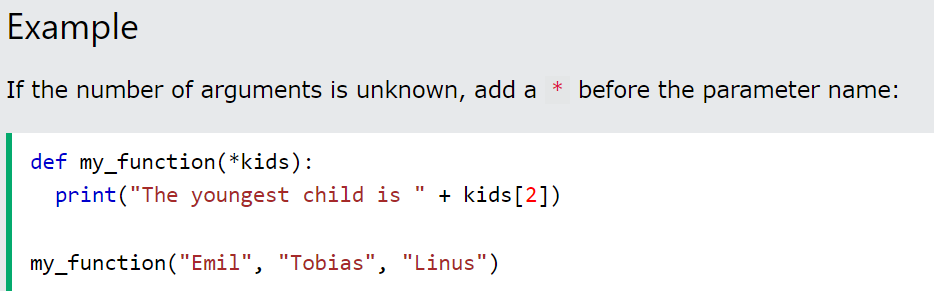 Example
If the number of arguments is unknown, add a * before the parameter name:
def my_function(*kids):
  print("The youngest child is " + kids[2])
my_function("Emil", "Tobias", "Linus")